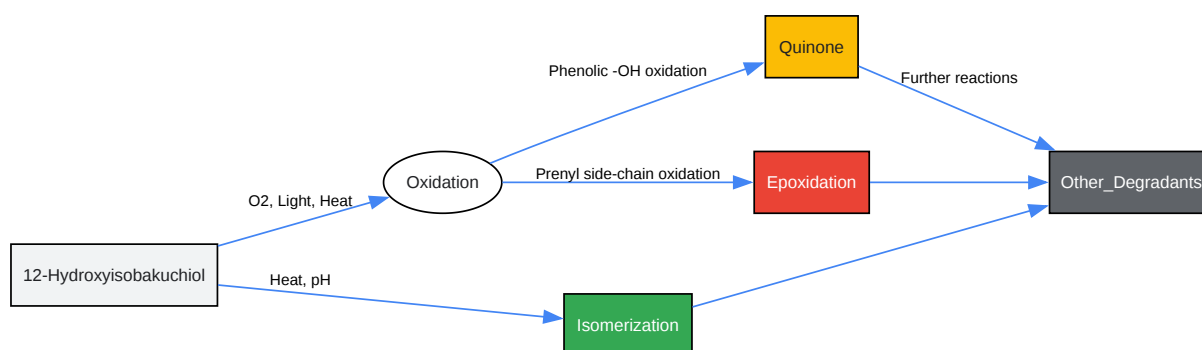 Quinone
Phenolic -OH oxidation
Further reactions
Prenyl side-chain oxidation
Oxidation
Epoxidation
Other_Degradants
O2, Light, Heat
12-Hydroxyisobakuchiol
Heat, pH
Isomerization